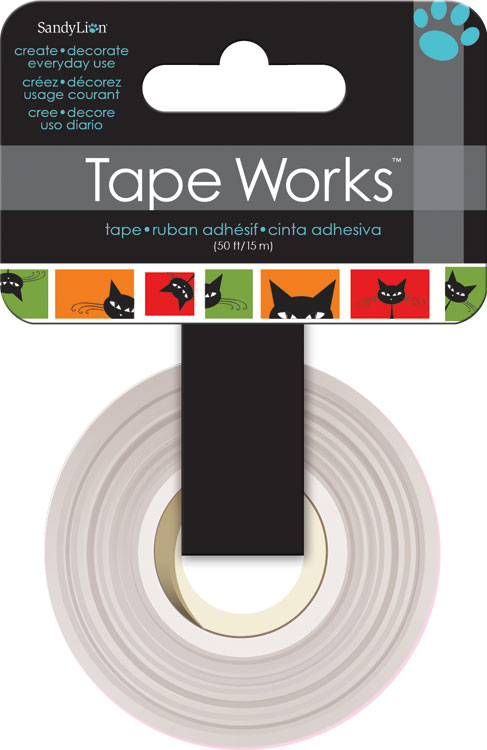 SandyLion
create•decorate
everyday use
créez•décorez
usage courant
cree•decore
uso diario
Tape Works™
tape•ruban adhésif•cinta adhesiva
(50 ft/15 m)